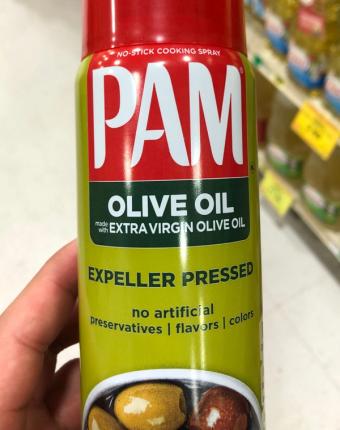 NO-STICK COOKING SPRAY
PAM
OLIVE OIL
made with EXTRA VIRGIN OLIVE OIL
EXPELLER PRESSED
no artificial
preservatives | flavors | colors